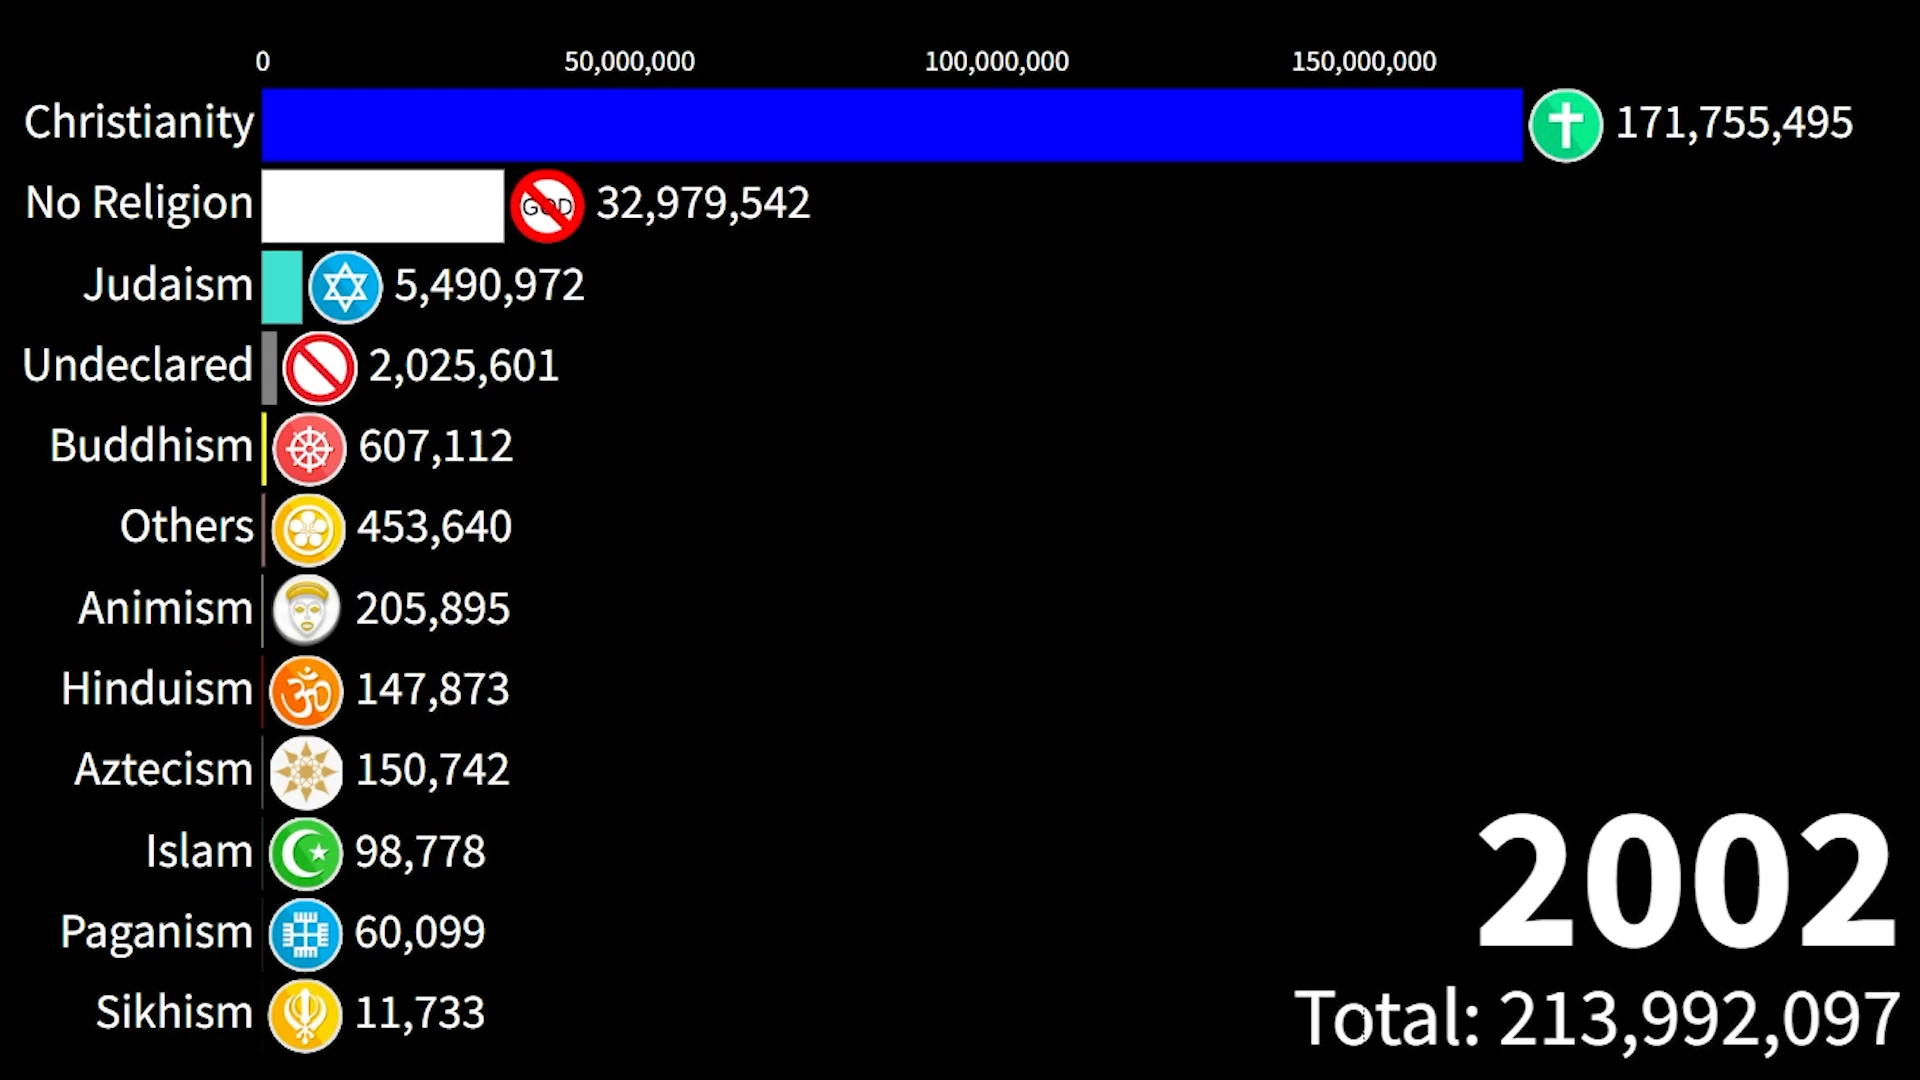 0 50,000,000 100,000,000 150,000,000
Christianity 171,755,495
No Religion GOD 32,979,542
Judaism 5,490,972
Undeclared 2,025,601
Buddhism 607,112
Others 453,640
Animism 205,895
Hinduism 147,873
Aztecism 150,742
Islam 98,778
Paganism 60,099
Sikhism 11,733
2002
Total: 213,992,097